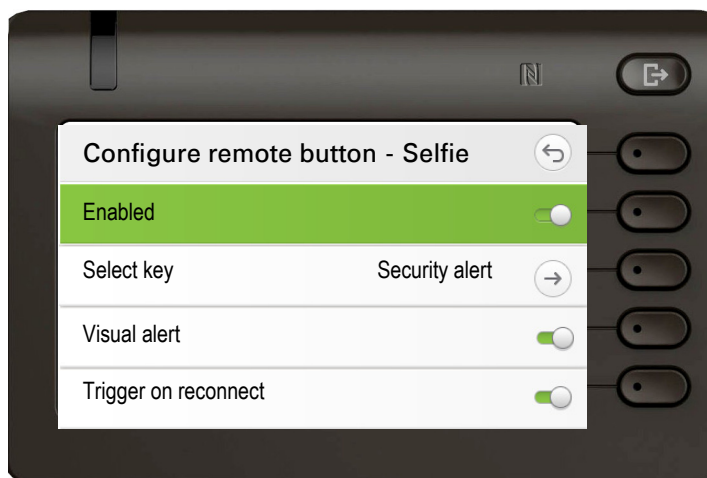 Configure remote button - Selfie
Enabled
Select key Security alert
Visual alert
Trigger on reconnect